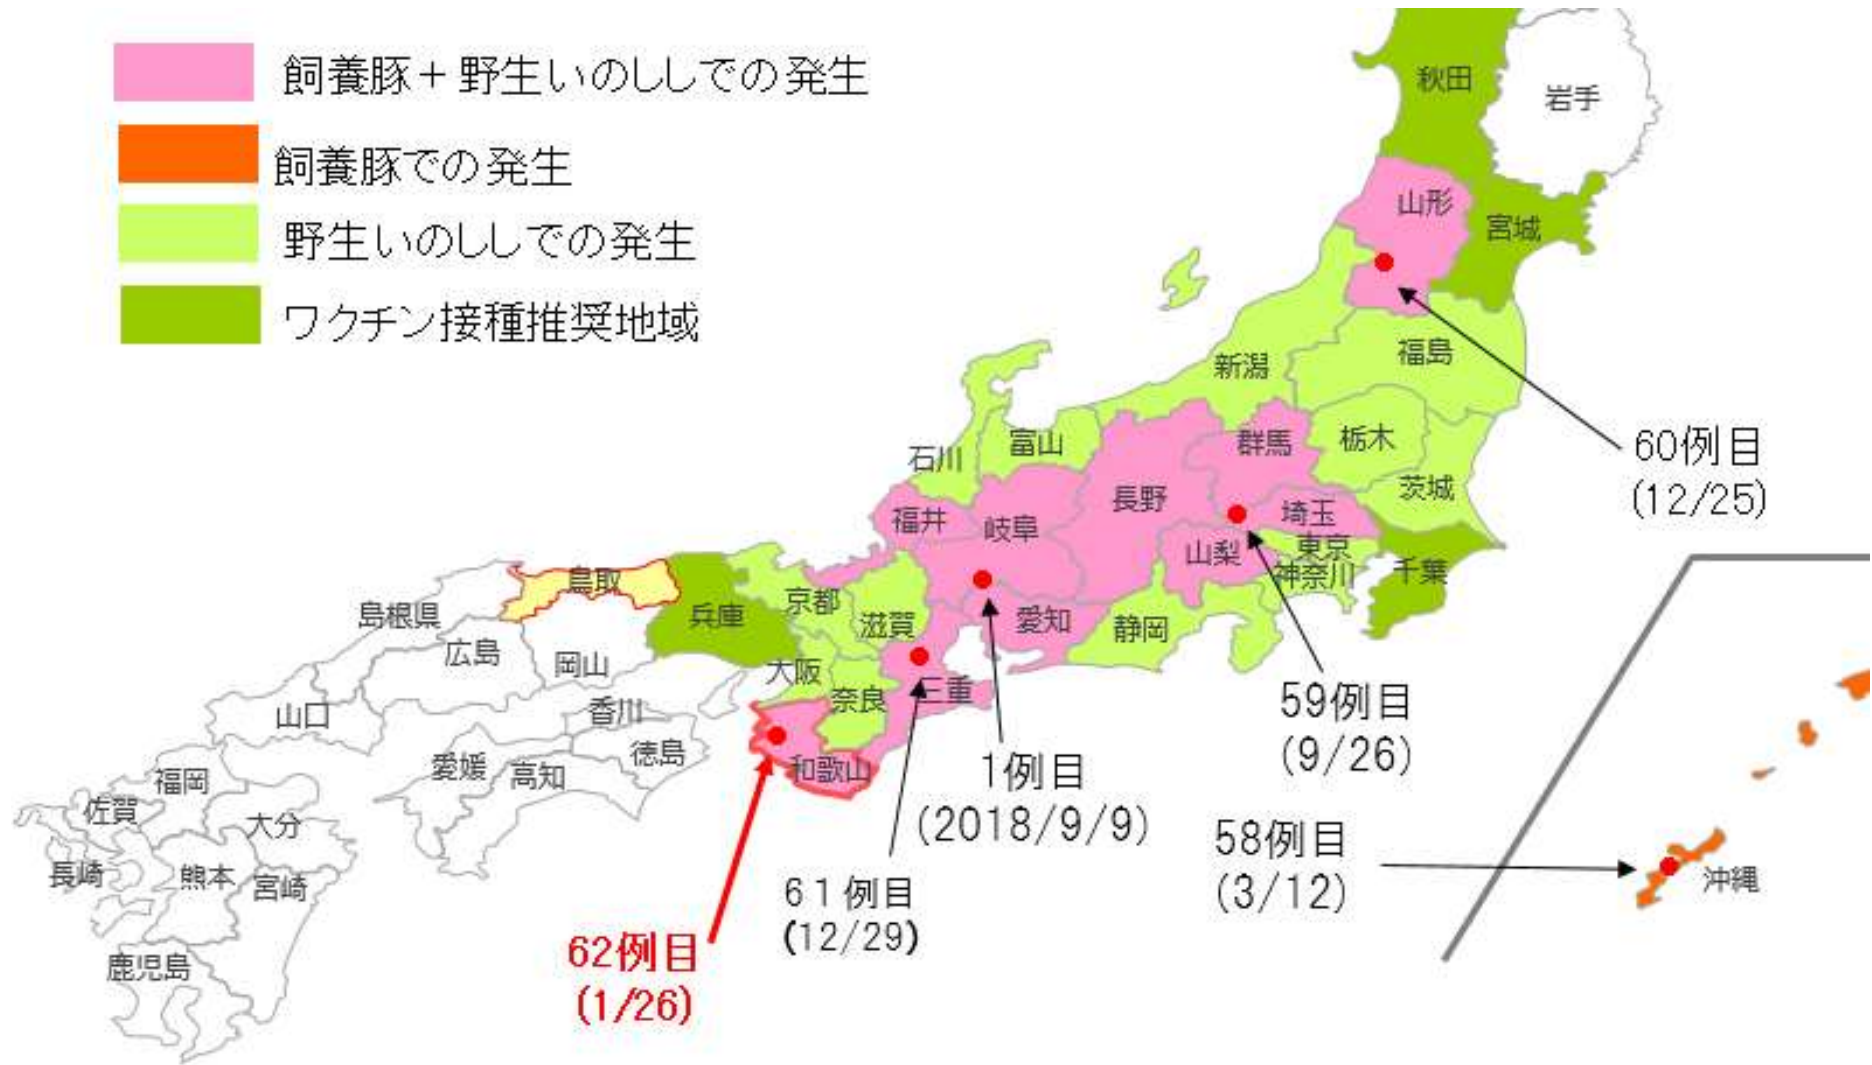 飼養豚＋野生いのししでの発生
飼養豚での発生
野生いのししでの発生
ワクチン接種推奨地域
秋田
岩手
山形
宮城
福島
新潟
60例目
(12/25)
群馬
栃木
富山
石川
茨城
長野
埼玉
福井
岐阜
東京
山梨
神奈川
千葉
鳥取
京都
島根県
兵庫
滋賀
愛知
静岡
広島
岡山
大阪
奈良
三重
山口
香川
徳島
59例目
(9/26)
和歌山
愛媛
高知
1例目
(2018/9/9)
福岡
佐賀
大分
58例目
(3/12)
沖縄
長崎
熊本
宮崎
６１例目
(12/29)
62例目
(1/26)
鹿児島